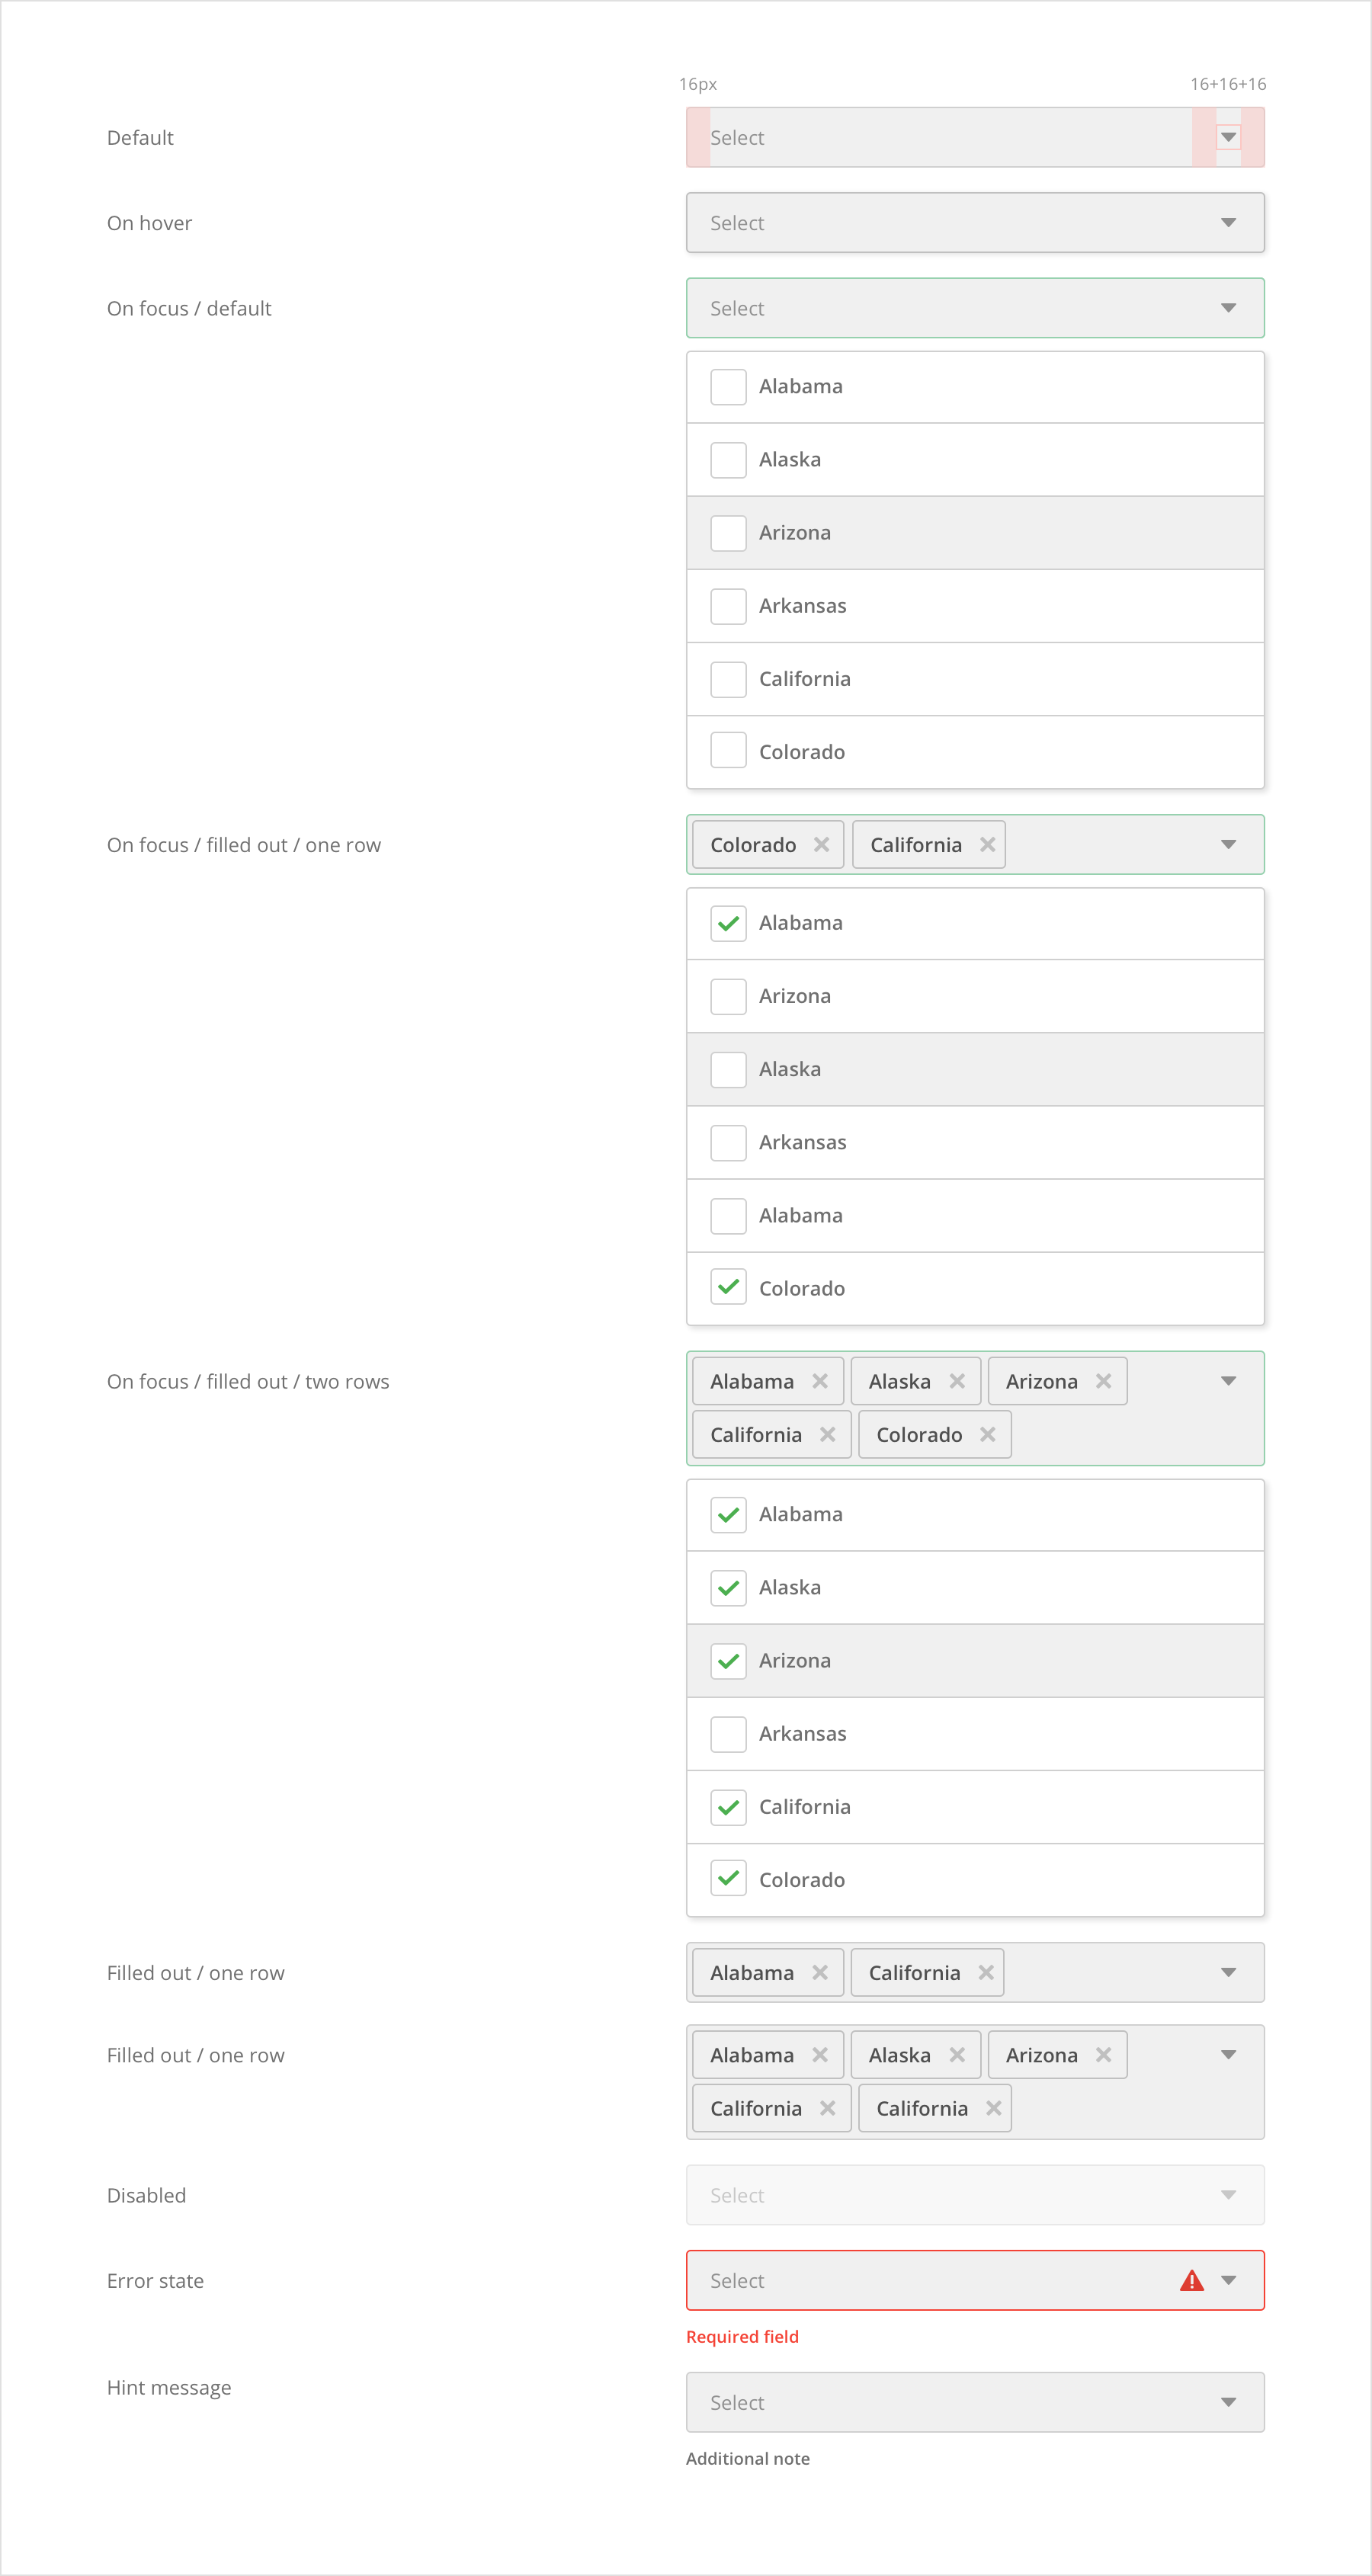 16px 16+16+16
Default Select
On hover Select
On focus / default Select
Alabama
Alaska
Arizona
Arkansas
California
Colorado
On focus / filled out / one row Colorado California
Alabama
Arizona
Alaska
Arkansas
Alabama
Colorado
On focus / filled out / two rows Alabama Alaska Arizona
California Colorado
Alabama
Alaska
Arizona
Arkansas
California
Colorado
Filled out / one row Alabama California
Filled out / one row Alabama Alaska Arizona
California California
Disabled Select
Error state Select
Required field
Hint message Select
Additional note